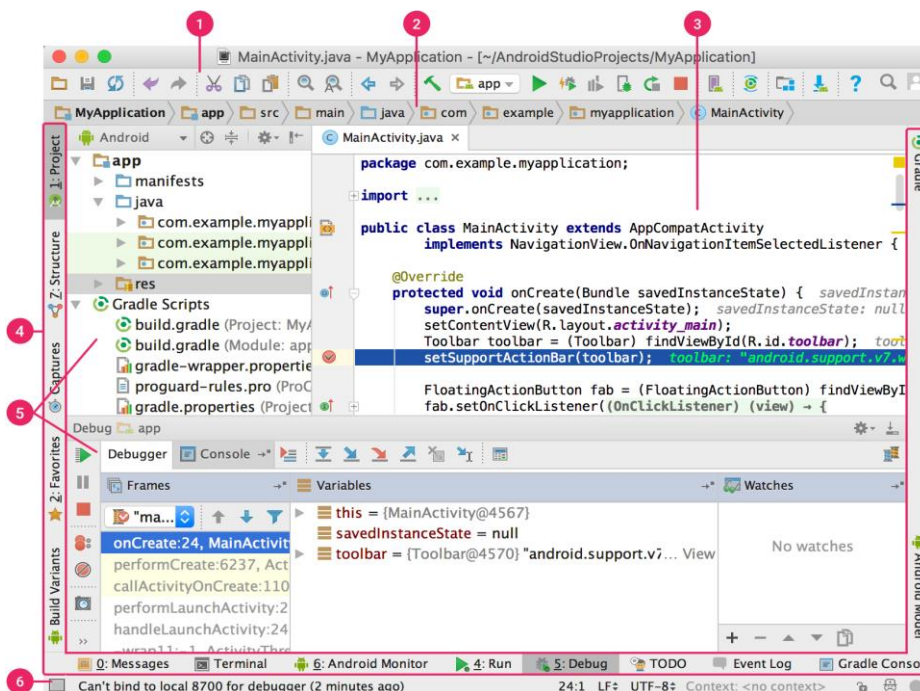 1
2
3
MainActivity.java - MyApplication - [~/AndroidStudioProjects/MyApplication]
app
MyApplication app src main java com example myapplication MainActivity
Android
MainActivity.java
1: Project
Gradle
app
manifests
java
com.example.myappli
com.example.myappli
com.example.myappli
res
Gradle Scripts
build.gradle (Project: MyA
build.gradle (Module: app
gradle-wrapper.propertie
proguard-rules.pro (ProG
gradle.properties (Project
package com.example.myapplication;
import ...
public class MainActivity extends AppCompatActivity
implements NavigationView.OnNavigationItemSelectedListener {
@Override
protected void onCreate(Bundle savedInstanceState) { savedInstan
super.onCreate(savedInstanceState); savedInstanceState: null
setContentView(R.layout.activity_main);
Toolbar toolbar = (Toolbar) findViewById(R.id.toolbar); tool
setSupportActionBar(toolbar); toolbar: "android.support.v7.w
FloatingActionButton fab = (FloatingActionButton) findViewByI
fab.setOnClickListener((OnClickListener) (view) → {
Z: Structure
4
Captures
5
2: Favorites
Build Variants
Debug app
Debugger Console
Frames Variables Watches
"ma...
onCreate:24, MainActivit
performCreate:6237, Act
callActivityOnCreate:110
performLaunchActivity:2
handleLaunchActivity:24
-wrap11:-1, ActivityThre
this = {MainActivity@4567}
savedInstanceState = null
toolbar = {Toolbar@4570} "android.support.v7... View
No watches
Android Model
0: Messages Terminal 6: Android Monitor 4: Run 5: Debug TODO Event Log Gradle Conso
6
Can't bind to local 8700 for debugger (2 minutes ago) 24:1 LF UTF-8 Context: <no context>